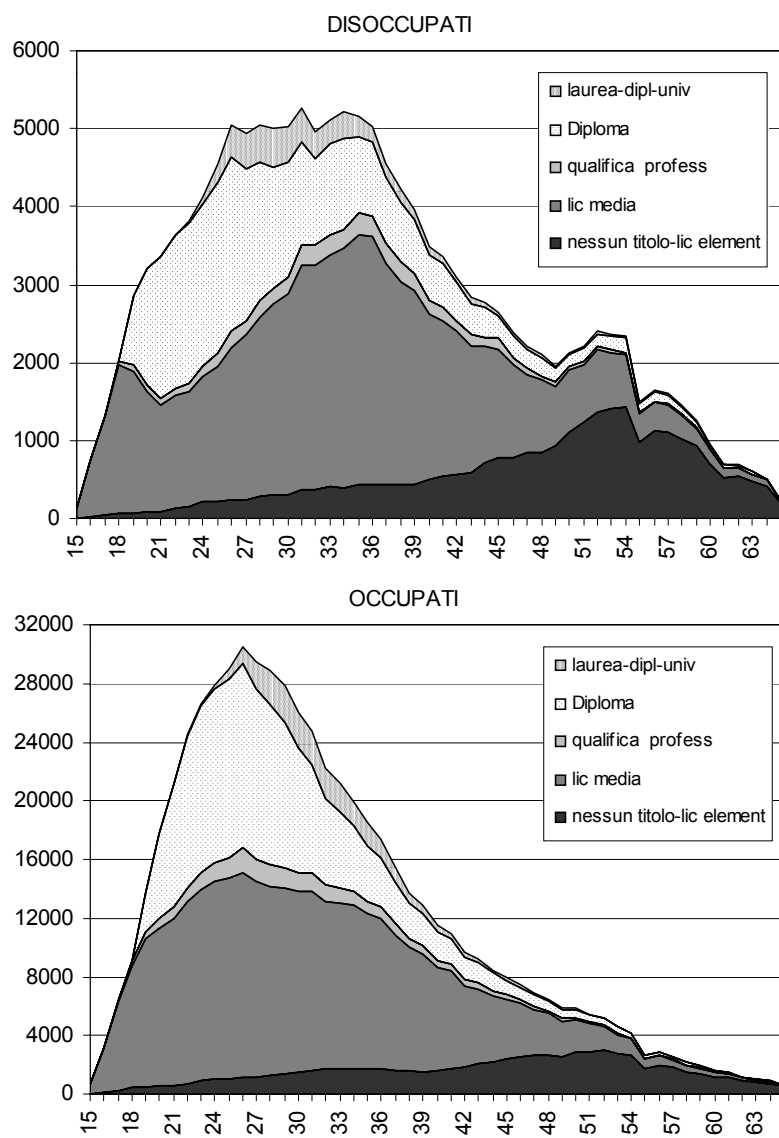 DISOCCUPATI
6000
5000
4000
3000
2000
1000
0
laurea-dipl-univ
Diploma
qualifica profess
lic media
nessun titolo-lic element
15 18 21 24 27 30 33 36 39 42 45 48 51 54 57 60 63
OCCUPATI
32000
28000
24000
20000
16000
12000
8000
4000
0
laurea-dipl-univ
Diploma
qualifica profess
lic media
nessun titolo-lic element
15 18 21 24 27 30 33 36 39 42 45 48 51 54 57 60 63